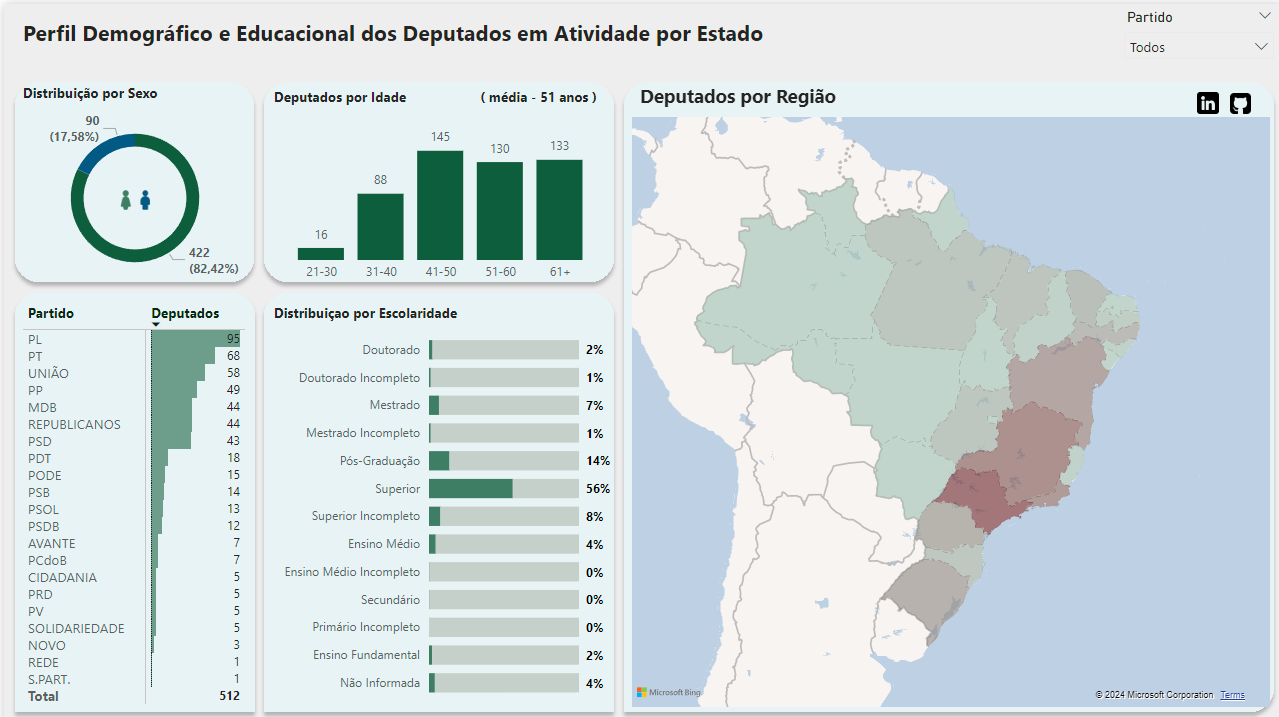 Perfil Demográfico e Educacional dos Deputados em Atividade por Estado
Partido
Todos
Distribuição por Sexo
90
(17,58%)
422
(82,42%)
Deputados por Idade ( média - 51 anos )
16
88
145
130
133
21-30 31-40 41-50 51-60 61+
Partido Deputados
PL 95
PT 68
UNIÃO 58
PP 49
MDB 44
REPUBLICANOS 44
PSD 43
PDT 18
PODE 15
PSB 14
PSOL 13
PSDB 12
AVANTE 7
PCdoB 7
CIDADANIA 5
PRD 5
PV 5
SOLIDARIEDADE 5
NOVO 3
REDE 1
S.PART. 1
Total 512
Distribuiçao por Escolaridade
Doutorado 2%
Doutorado Incompleto 1%
Mestrado 7%
Mestrado Incompleto 1%
Pós-Graduação 14%
Superior 56%
Superior Incompleto 8%
Ensino Médio 4%
Ensino Médio Incompleto 0%
Secundário 0%
Primário Incompleto 0%
Ensino Fundamental 2%
Não Informada 4%
Deputados por Região
in
Microsoft Bing
© 2024 Microsoft Corporation Terms